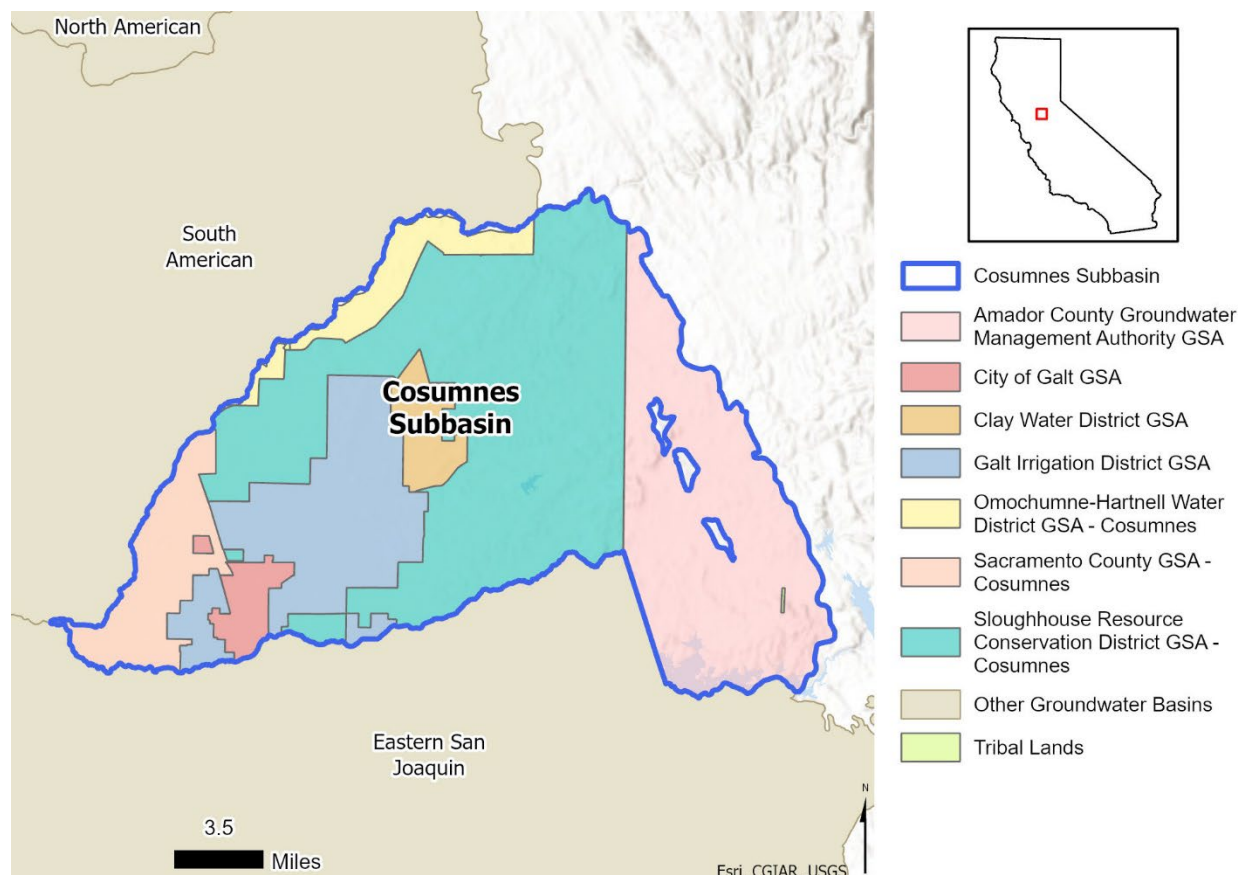 North American
South
American
Cosumnes
Subbasin
Eastern San
Joaquin
3.5
Miles
N
Esri, CGIAR, USGS
Cosumnes Subbasin
Amador County Groundwater
Management Authority GSA
City of Galt GSA
Clay Water District GSA
Galt Irrigation District GSA
Omochumne-Hartnell Water
District GSA - Cosumnes
Sacramento County GSA -
Cosumnes
Sloughhouse Resource
Conservation District GSA -
Cosumnes
Other Groundwater Basins
Tribal Lands